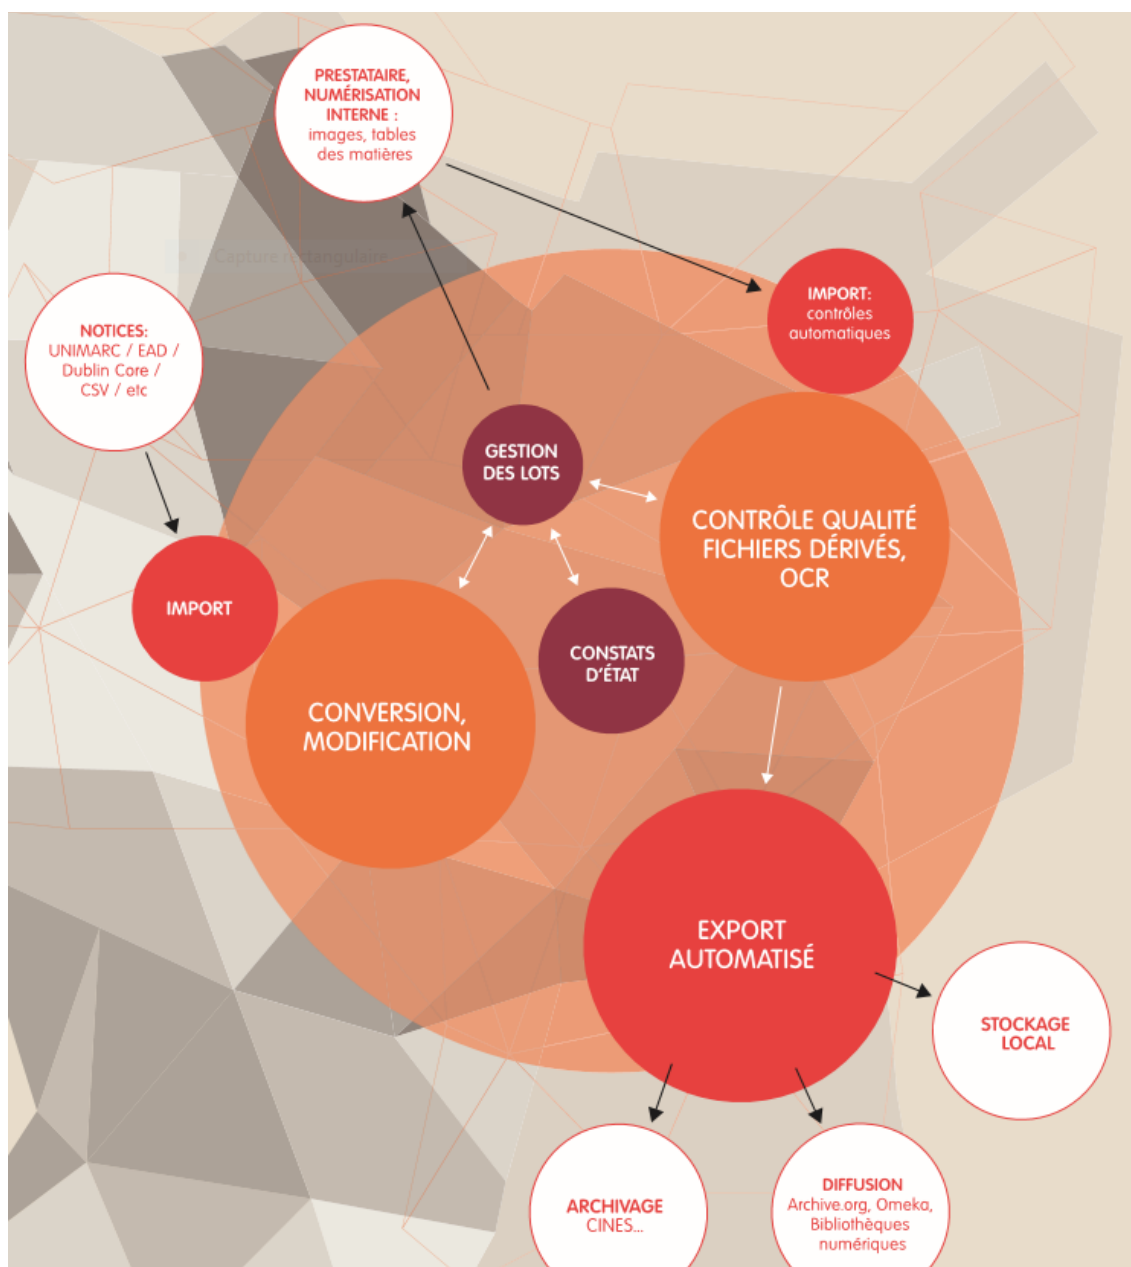 PRESTATAIRE,
NUMÉRISATION
INTERNE :
images, tables
des matières
Capture rectangulaire
IMPORT:
contrôles
automatiques
NOTICES:
UNIMARC / EAD /
Dublin Core /
CSV / etc
GESTION
DES LOTS
CONTRÔLE QUALITÉ
FICHIERS DÉRIVÉS,
OCR
IMPORT
CONSTATS
D'ÉTAT
CONVERSION,
MODIFICATION
EXPORT
AUTOMATISÉ
STOCKAGE
LOCAL
ARCHIVAGE
CINES...
DIFFUSION
Archive.org, Omeka,
Bibliothèques
numériques